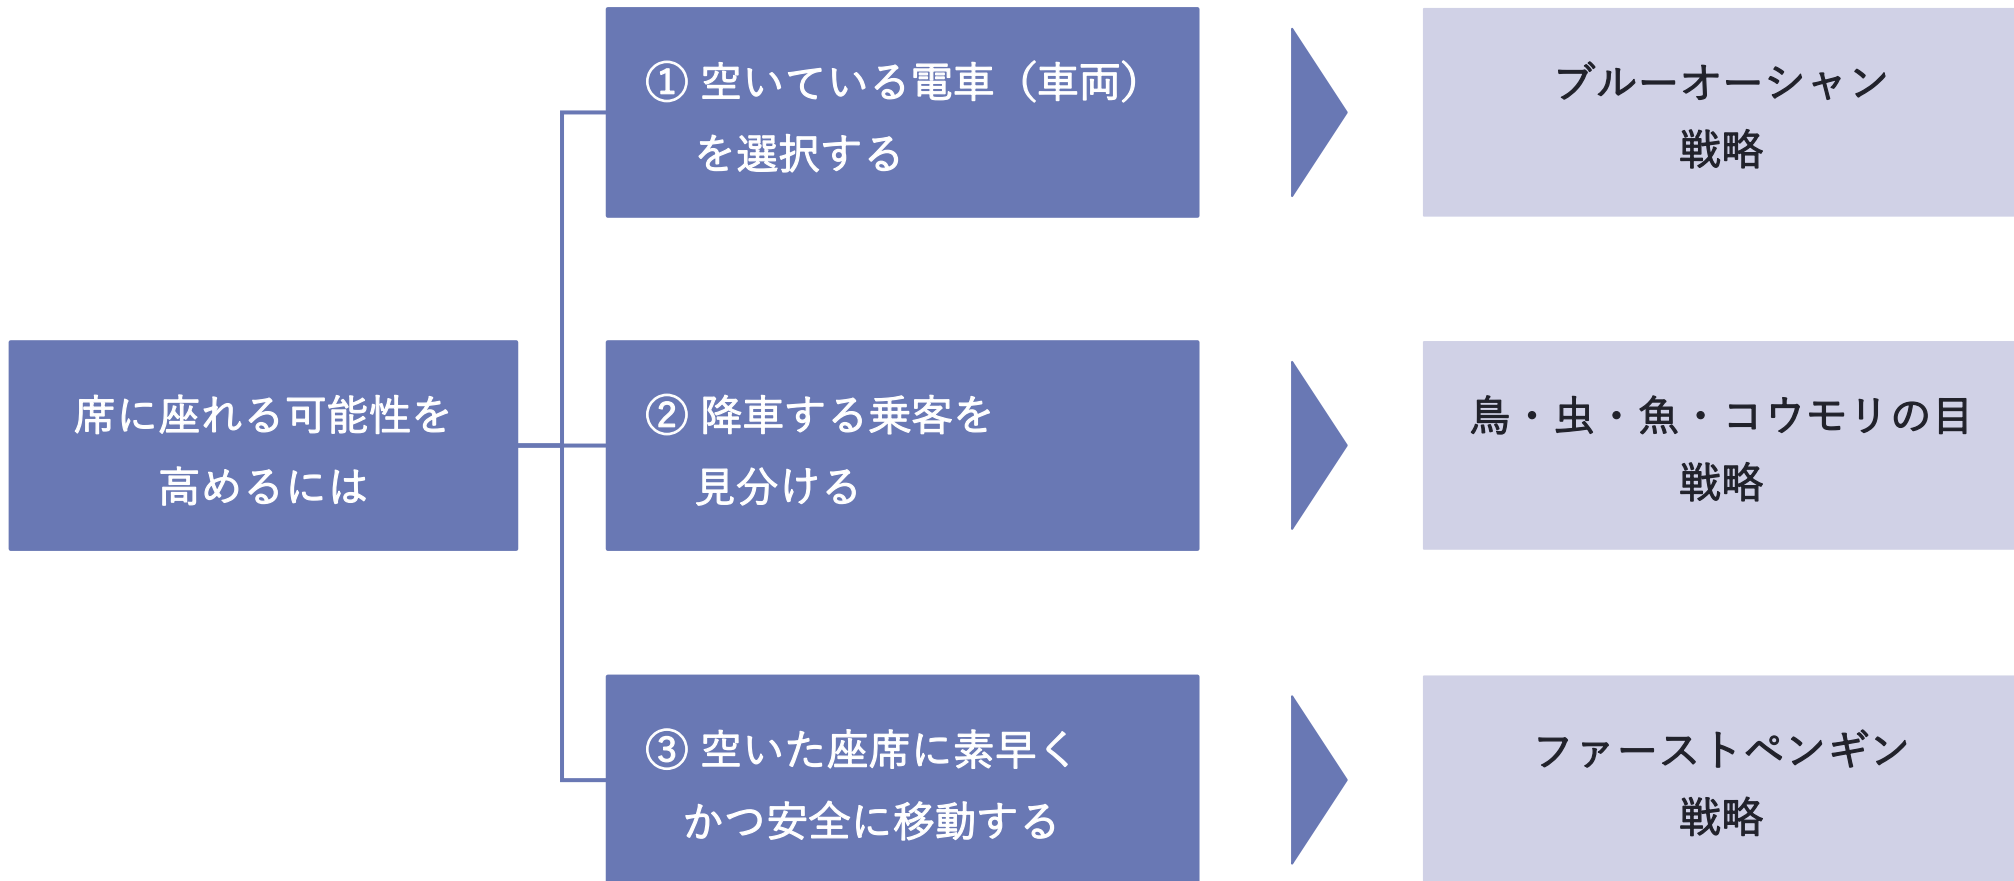 席に座れる可能性を
高めるには
① 空いている電車（車両）
を選択する
ブルーオーシャン
戦略
② 降車する乗客を
見分ける
鳥・虫・魚・コウモリの目
戦略
③ 空いた座席に素早く
かつ安全に移動する
ファーストペンギン
戦略